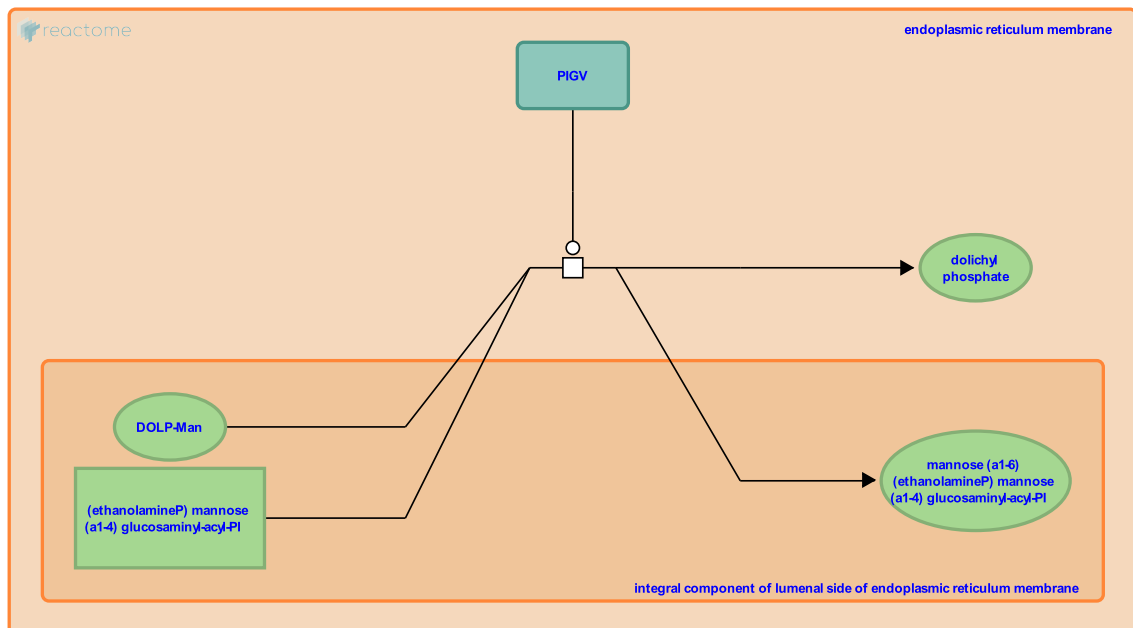 reactome
endoplasmic reticulum membrane
PIGV
dolichyl
phosphate
DOLP-Man
mannose (a1-6)
(ethanolamineP) mannose
(a1-4) glucosaminyl-acyl-PI
(ethanolamineP) mannose
(a1-4) glucosaminyl-acyl-PI
integral component of lumenal side of endoplasmic reticulum membrane